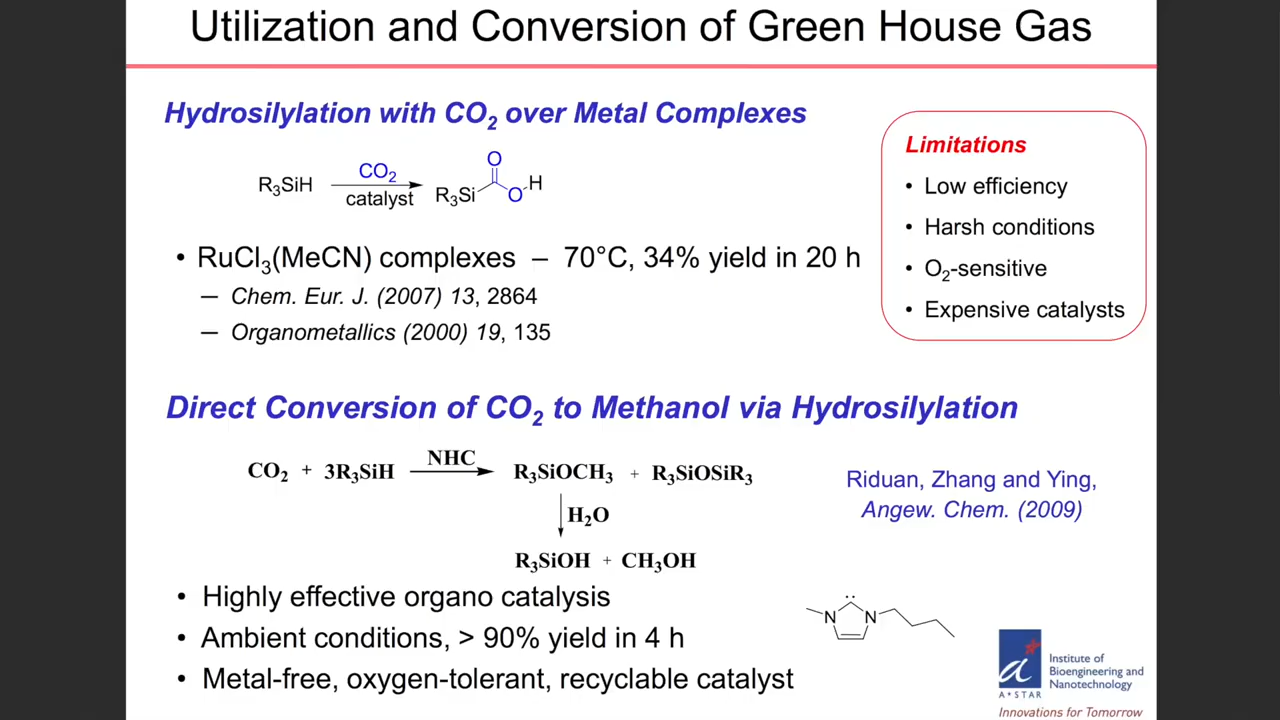 Utilization and Conversion of Green House Gas
Hydrosilylation with CO₂ over Metal Complexes
R₃SiH
CO₂
catalyst
R₃Si
O
O
H
• RuCl₃(MeCN) complexes – 70°C, 34% yield in 20 h
— Chem. Eur. J. (2007) 13, 2864
— Organometallics (2000) 19, 135
Limitations
• Low efficiency
• Harsh conditions
• O₂-sensitive
• Expensive catalysts
Direct Conversion of CO₂ to Methanol via Hydrosilylation
CO₂ + 3R₃SiH
NHC
R₃SiOCH₃ + R₃SiOSiR₃
H₂O
R₃SiOH + CH₃OH
Riduan, Zhang and Ying,
Angew. Chem. (2009)
• Highly effective organo catalysis
• Ambient conditions, > 90% yield in 4 h
• Metal-free, oxygen-tolerant, recyclable catalyst
N
N
a
A*STAR
Institute of
Bioengineering and
Nanotechnology
Innovations for Tomorrow